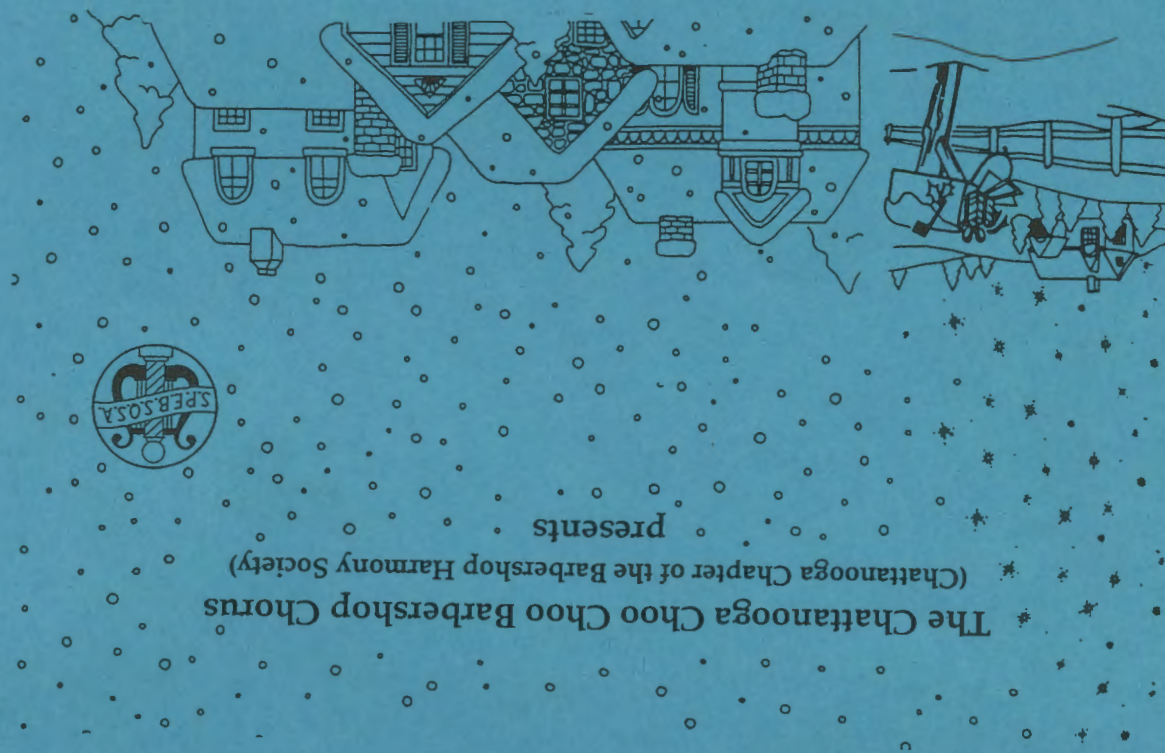 The Chattanooga Choo Choo Barbershop Chorus
(Chattanooga Chapter of the Barbershop Harmony Society)
presents
S.P.E.B.S.Q.S.A.